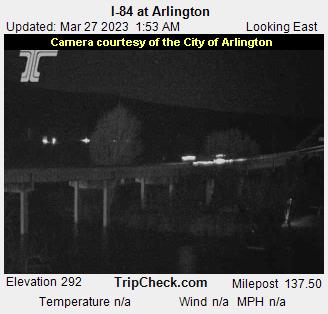 I-84 at Arlington
Updated: Mar 27 2023 1:53 AM Looking East
Camera courtesy of the City of Arlington
Elevation 292 TripCheck.com Milepost 137.50
Temperature n/a Wind n/a MPH n/a